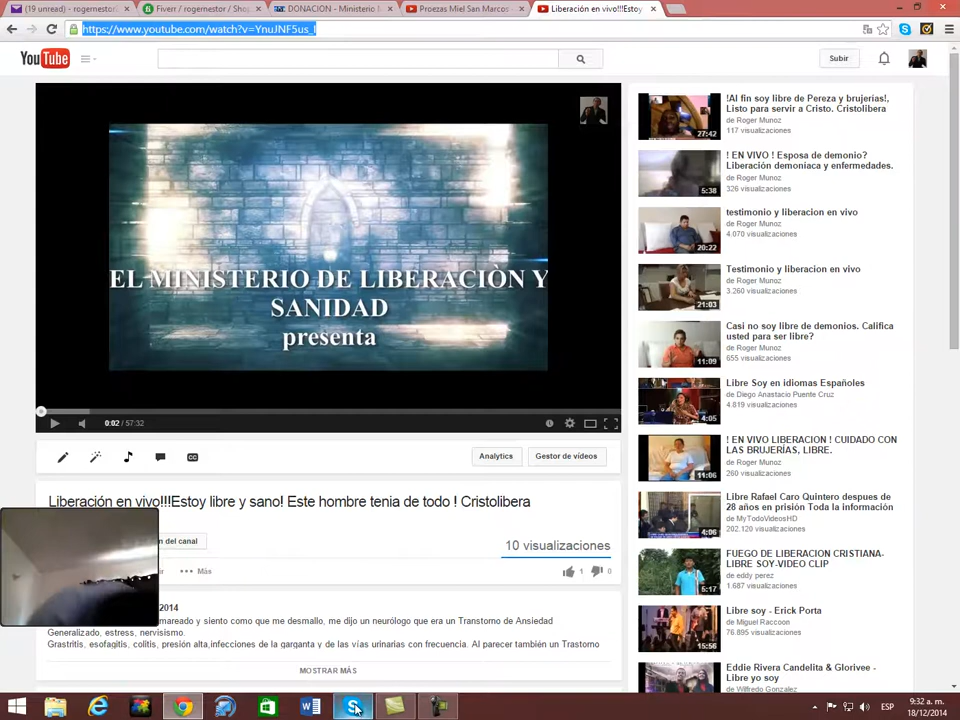 (19 unread) - rogernestor
Fiverr / rogemestor / Shop
DONACION - Ministerio M
Proezas Miel San Marcos -
Liberación en vivo!!!Estoy
https://www.youtube.com/watch?v=YnuJNF5us_I
YouTube
Subir
EL MINISTERIO DE LIBERACIÒN Y
SANIDAD
presenta
0:02 / 57:32
Analytics
Gestor de vídeos
Liberación en vivo!!!Estoy libre y sano! Este hombre tenia de todo ! Cristolibera
n del canal
10 visualizaciones
Más
1
0
2014
mareado y siento como que me desmallo, me dijo un neurólogo que era un Transtorno de Ansiedad
Generalizado, estress, nervisismo.
Grastritis, esofagitis, colitis, presión alta,infecciones de la garganta y de las vías urinarias con frecuencia. Al parecer también un Trastorno
MOSTRAR MÁS
27:42
!Al fin soy libre de Pereza y brujerías!,
Listo para servir a Cristo. Cristolibera
de Roger Munoz
117 visualizaciones
5:38
! EN VIVO ! Esposa de demonio?
Liberación demoníaca y enfermedades.
de Roger Munoz
326 visualizaciones
20:22
testimonio y liberacion en vivo
de Roger Munoz
4.070 visualizaciones
21:03
Testimonio y liberacion en vivo
de Roger Munoz
3.260 visualizaciones
11:09
Casi no soy libre de demonios. Califica
usted para ser libre?
de Roger Munoz
655 visualizaciones
4:05
Libre Soy en idiomas Españoles
de Diego Anastacio Puente Cruz
4.819 visualizaciones
11:06
! EN VIVO LIBERACION ! CUIDADO CON
LAS BRUJERÍAS, LIBRE.
de Roger Munoz
260 visualizaciones
4:06
Libre Rafael Caro Quintero despues de
28 años en prisión Toda la información
de MyTodoVideosHD
202.120 visualizaciones
5:17
FUEGO DE LIBERACION CRISTIANA-
LIBRE SOY-VIDEO CLIP
de eddy perez
1.687 visualizaciones
15:56
Libre soy - Erick Porta
de Miguel Raccoon
76.895 visualizaciones
Eddie Rivera Candelita & Glorivee -
Libre ya soy
de Wilfredo Gonzalez
ESP
9:32 a. m.
18/12/2014